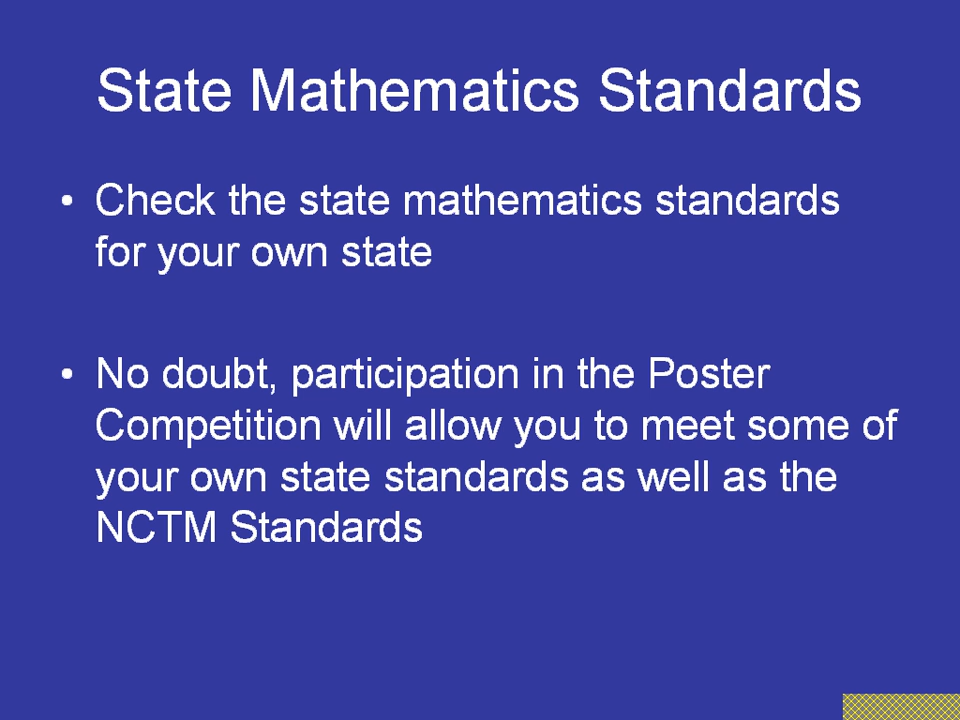 State Mathematics Standards
• Check the state mathematics standards
for your own state
• No doubt, participation in the Poster
Competition will allow you to meet some of
your own state standards as well as the
NCTM Standards